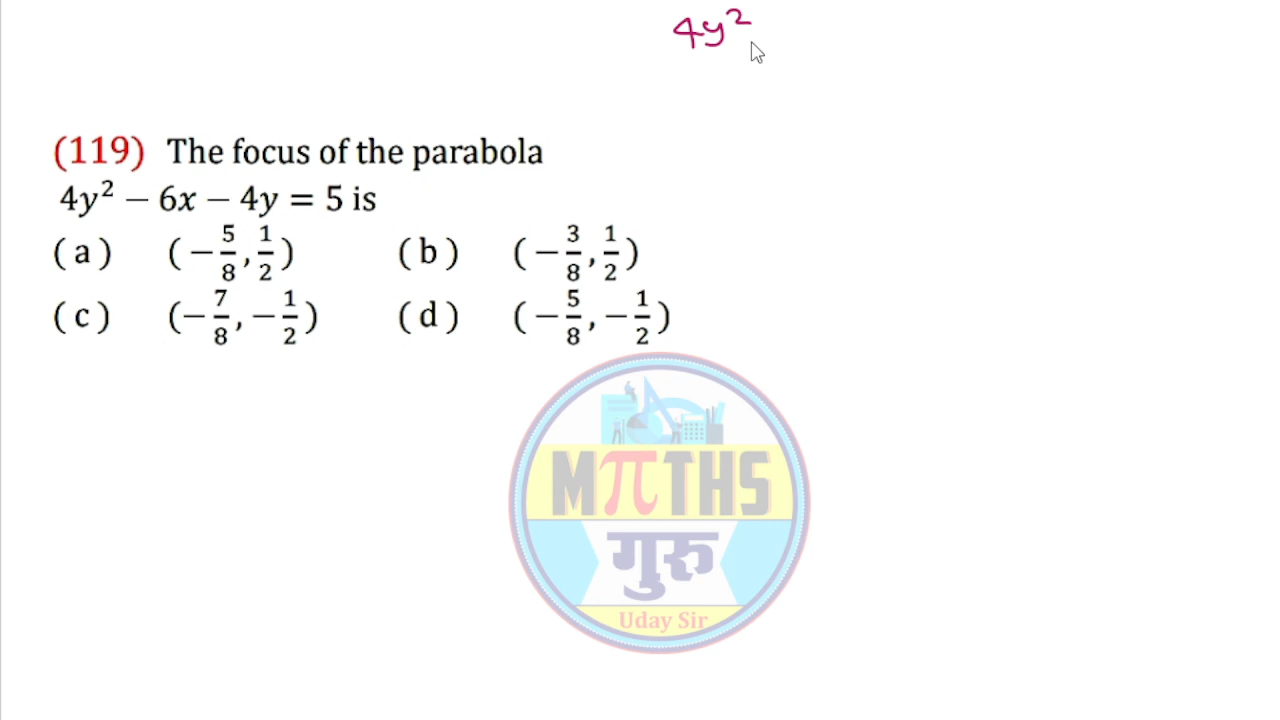 4y²
(119) The focus of the parabola
4y² − 6x − 4y = 5 is
(a) (−5/8, 1/2) (b) (−3/8, 1/2)
(c) (−7/8, −1/2) (d) (−5/8, −1/2)
MπTHS
गुरु
Uday Sir